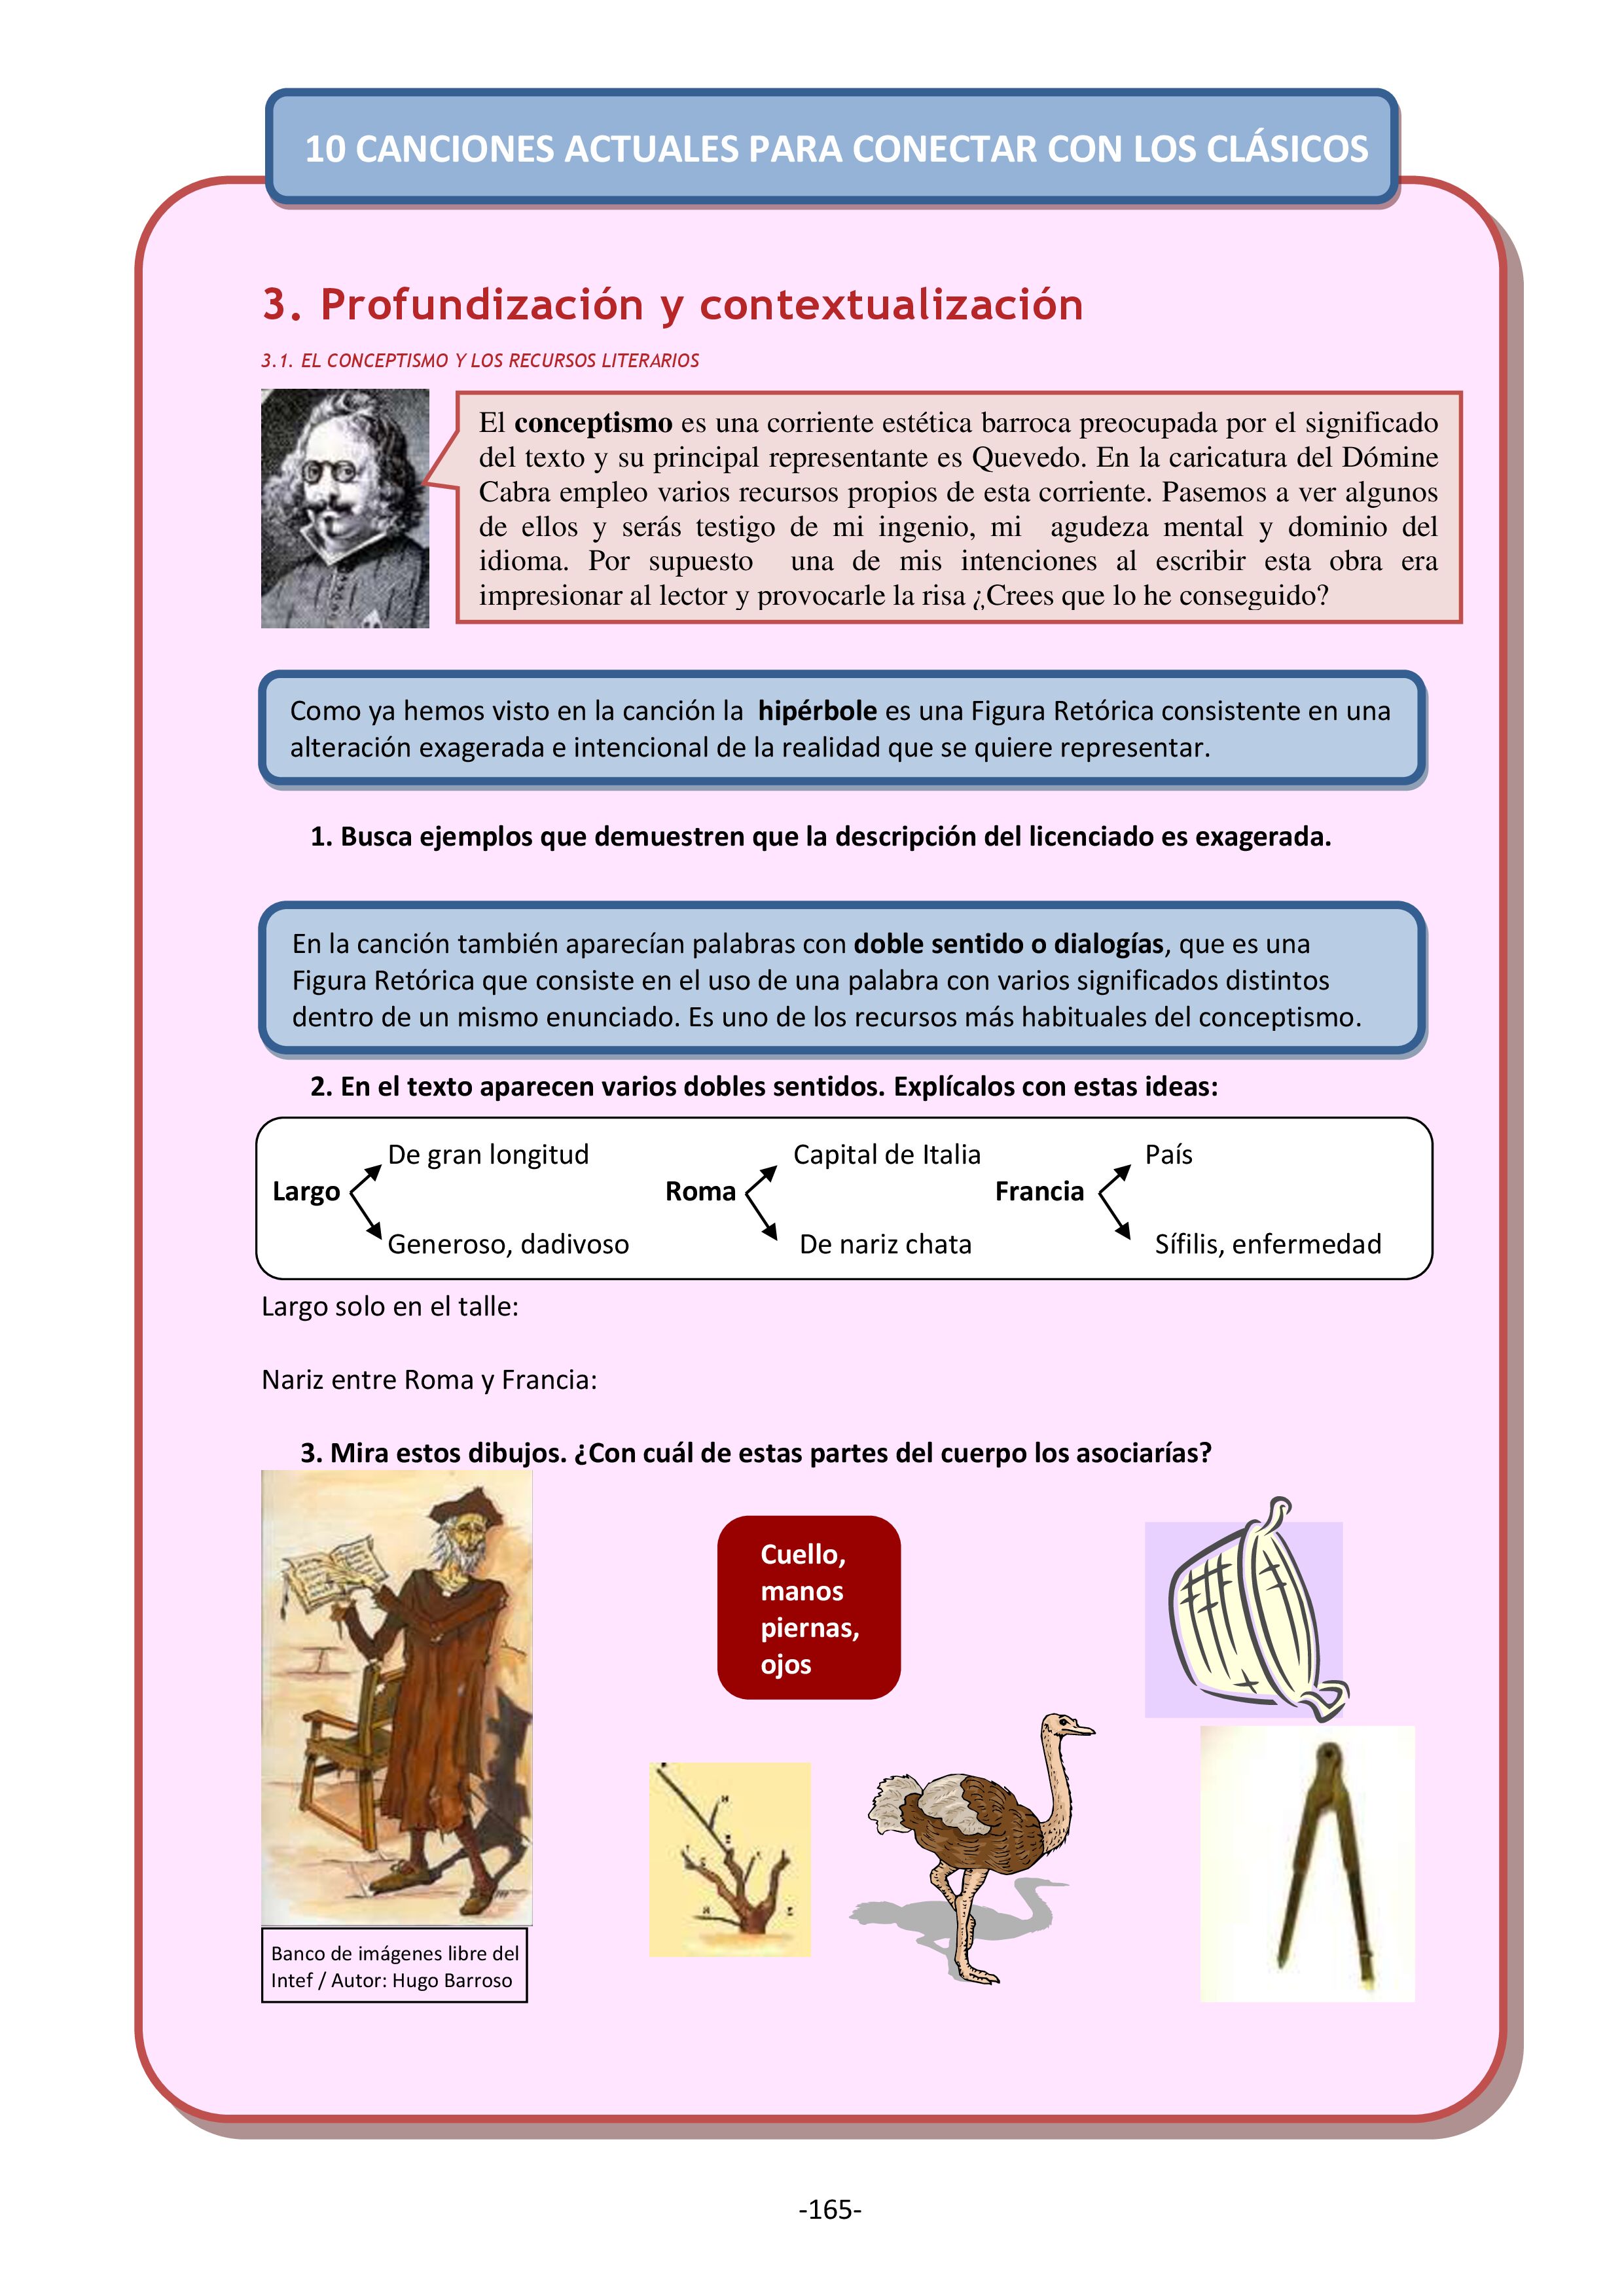 10 CANCIONES ACTUALES PARA CONECTAR CON LOS CLÁSICOS
3. Profundización y contextualización
3.1. EL CONCEPTISMO Y LOS RECURSOS LITERARIOS
El conceptismo es una corriente estética barroca preocupada por el significado
del texto y su principal representante es Quevedo. En la caricatura del Dómine
Cabra empleo varios recursos propios de esta corriente. Pasemos a ver algunos
de ellos y serás testigo de mi ingenio, mi agudeza mental y dominio del
idioma. Por supuesto una de mis intenciones al escribir esta obra era
impresionar al lector y provocarle la risa ¿Crees que lo he conseguido?
Como ya hemos visto en la canción la hipérbole es una Figura Retórica consistente en una
alteración exagerada e intencional de la realidad que se quiere representar.
1. Busca ejemplos que demuestren que la descripción del licenciado es exagerada.
En la canción también aparecían palabras con doble sentido o dialogías, que es una
Figura Retórica que consiste en el uso de una palabra con varios significados distintos
dentro de un mismo enunciado. Es uno de los recursos más habituales del conceptismo.
2. En el texto aparecen varios dobles sentidos. Explícalos con estas ideas:
De gran longitud Capital de Italia País
Largo Roma Francia
Generoso, dadivoso De nariz chata Sífilis, enfermedad
Largo solo en el talle:
Nariz entre Roma y Francia:
3. Mira estos dibujos. ¿Con cuál de estas partes del cuerpo los asociarías?
Cuello,
manos
piernas,
ojos
Banco de imágenes libre del
Intef / Autor: Hugo Barroso
-165-